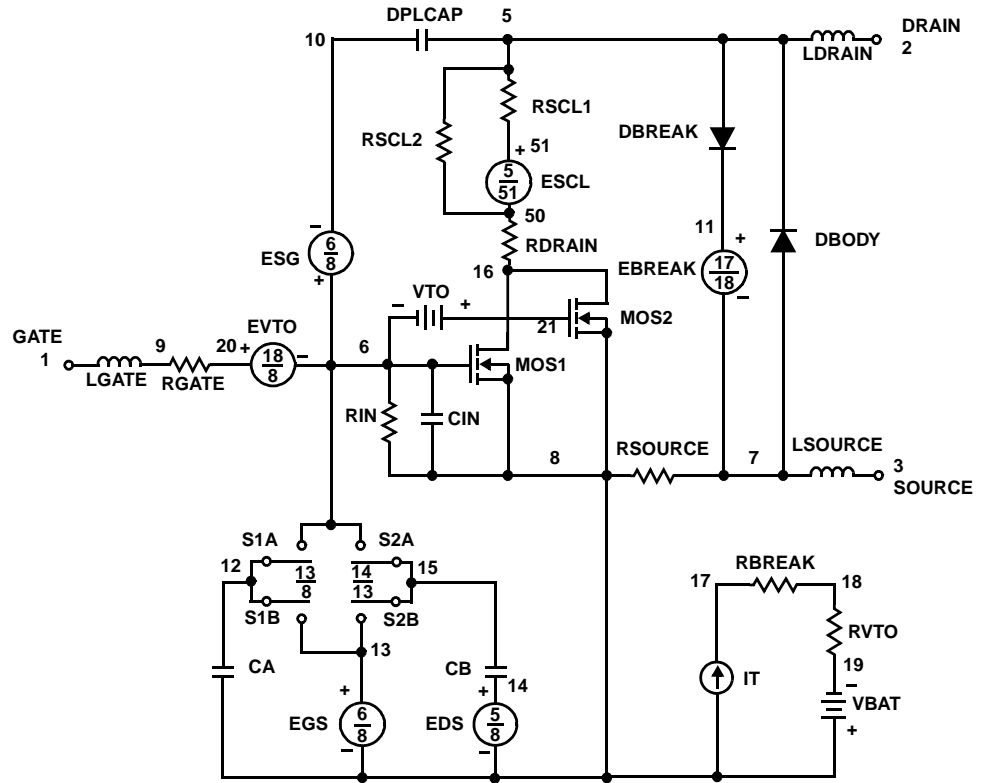 DPLCAP
5
10
DRAIN
2
LDRAIN
RSCL1
RSCL2
+ 51
5
51
ESCL
DBREAK
50
RDRAIN
11
+
DBODY
−
6
8
ESG
+
16
EBREAK
17
18
−
VTO
−
+
21
MOS2
GATE
1
9
20
EVTO
+
18
8
−
6
MOS1
LGATE
RGATE
RIN
CIN
8
RSOURCE
7
LSOURCE
3
SOURCE
S1A
S2A
12
13
8
14
13
15
S1B
S2B
13
RBREAK
17
18
RVTO
CA
CB
14
IT
19
−
VBAT
+
+
EGS
6
8
−
+
EDS
5
8
−